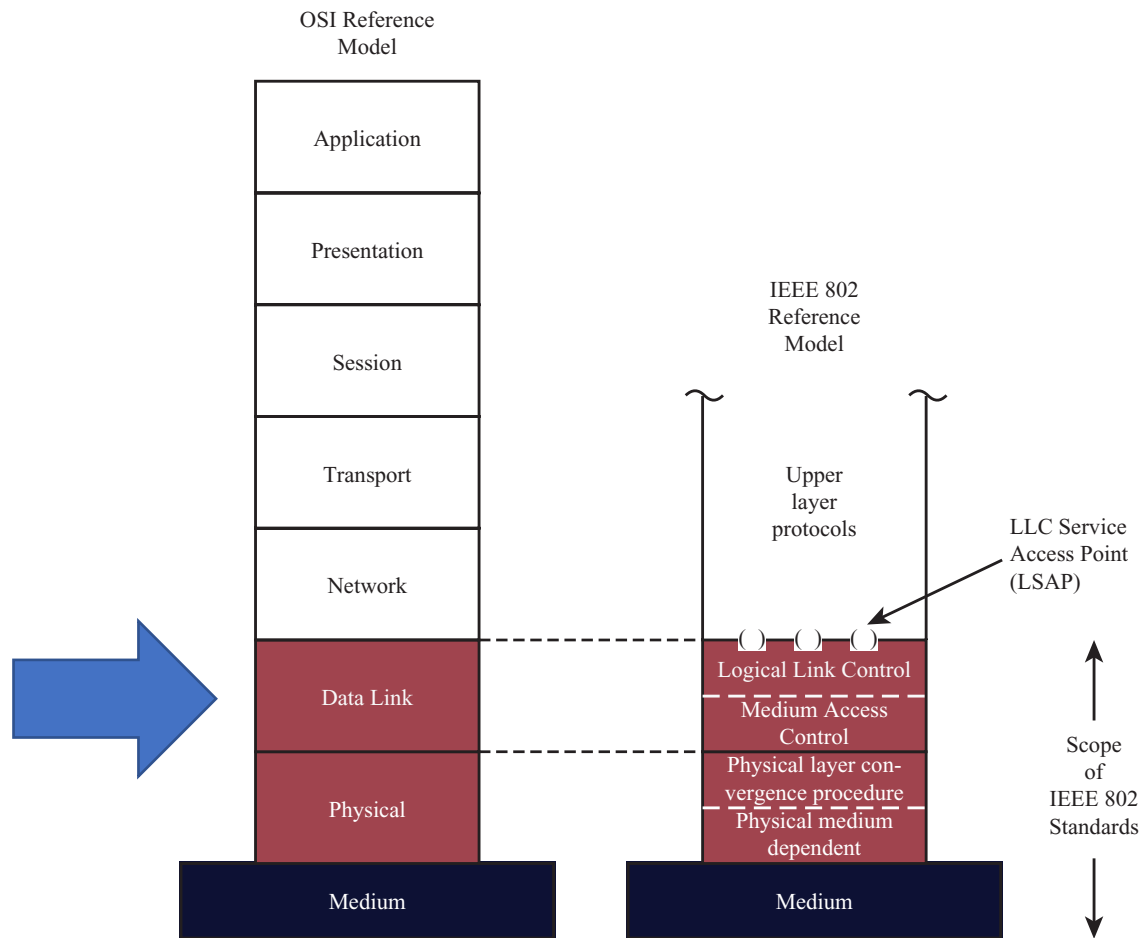 OSI Reference
Model
Application
Presentation
Session
Transport
Network
Data Link
Physical
Medium
IEEE 802
Reference
Model
Upper
layer
protocols
LLC Service
Access Point
(LSAP)
Logical Link Control
Medium Access
Control
Physical layer con-
vergence procedure
Physical medium
dependent
Medium
Scope
of
IEEE 802
Standards